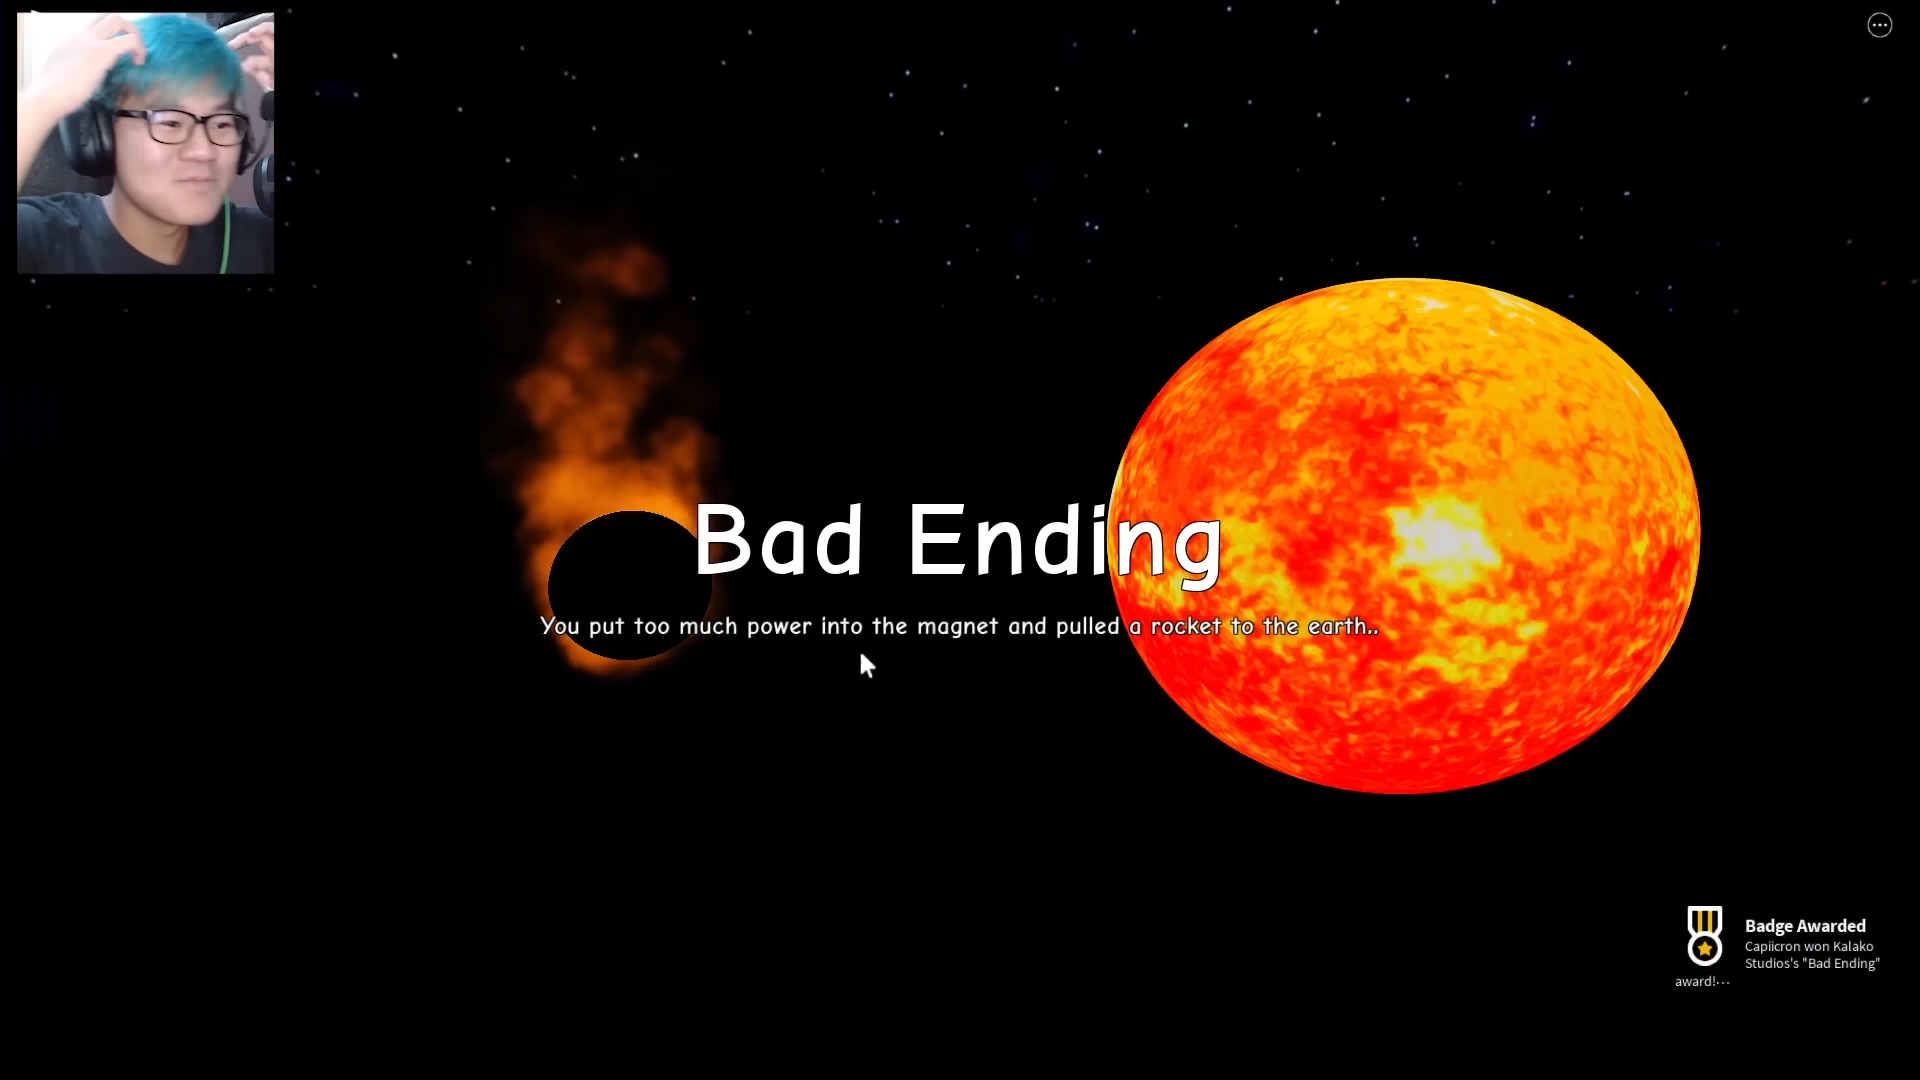 Bad Ending
You put too much power into the magnet and pulled a rocket to the earth..
Badge Awarded
Capiicron won Kalako
Studios's "Bad Ending"
award!...